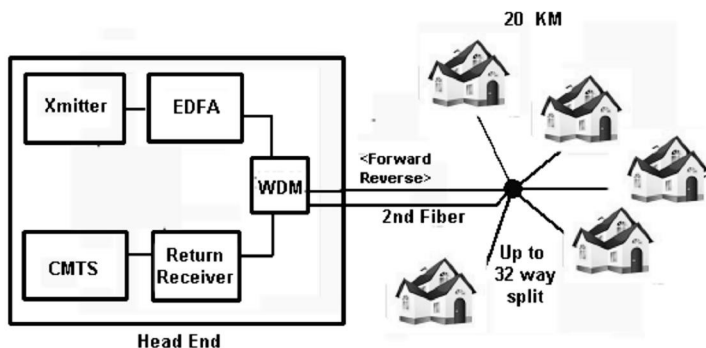 20 KM
Xmitter
EDFA
<Forward
Reverse>
WDM
2nd Fiber
CMTS
Return
Receiver
Up to
32 way
split
Head End